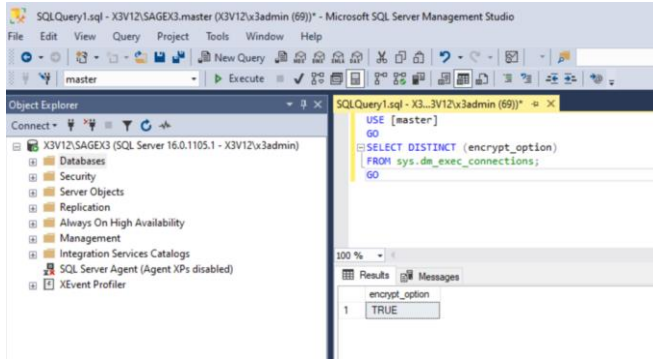 SQLQuery1.sql - X3V12\SAGEX3.master (X3V12\x3admin (69))* - Microsoft SQL Server Management Studio
File Edit View Query Project Tools Window Help
New Query
master Execute
Object Explorer
SQLQuery1.sql - X3...3V12\x3admin (69))*
Connect
USE [master]
GO
SELECT DISTINCT (encrypt_option)
FROM sys.dm_exec_connections;
GO
X3V12\SAGEX3 (SQL Server 16.0.1105.1 - X3V12\x3admin)
Databases
Security
Server Objects
Replication
Always On High Availability
Management
Integration Services Catalogs
SQL Server Agent (Agent XPs disabled)
XEvent Profiler
100 %
Results Messages
encrypt_option
1 TRUE